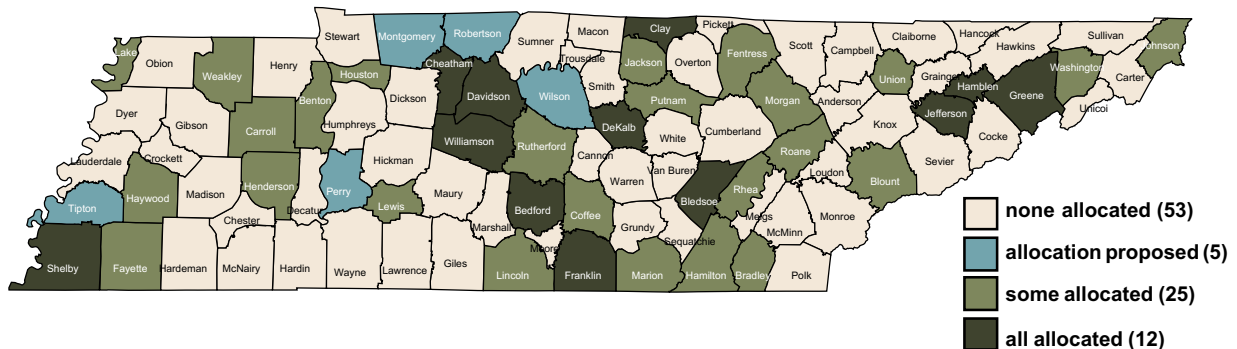 Stewart
Montgomery
Robertson
Sumner
Macon
Clay
Pickett
Scott
Campbell
Claiborne
Hancock
Hawkins
Sullivan
Johnson
Lake
Obion
Weakley
Henry
Houston
Cheatham
Trousdale
Jackson
Overton
Fentress
Union
Grainger
Hamblen
Washington
Carter
Benton
Dickson
Davidson
Wilson
Smith
Putnam
Morgan
Anderson
Jefferson
Greene
Unicoi
Dyer
Gibson
Carroll
Humphreys
Williamson
Rutherford
DeKalb
White
Cumberland
Knox
Cocke
Lauderdale
Crockett
Hickman
Cannon
Roane
Loudon
Sevier
Tipton
Haywood
Madison
Henderson
Decatur
Perry
Lewis
Maury
Warren
Van Buren
Rhea
Blount
Chester
Marshall
Bedford
Coffee
Bledsoe
Meigs
McMinn
Monroe
Shelby
Fayette
Hardeman
McNairy
Hardin
Wayne
Lawrence
Giles
Moore
Lincoln
Franklin
Grundy
Sequatchie
Marion
Hamilton
Bradley
Polk
none allocated (53)
allocation proposed (5)
some allocated (25)
all allocated (12)